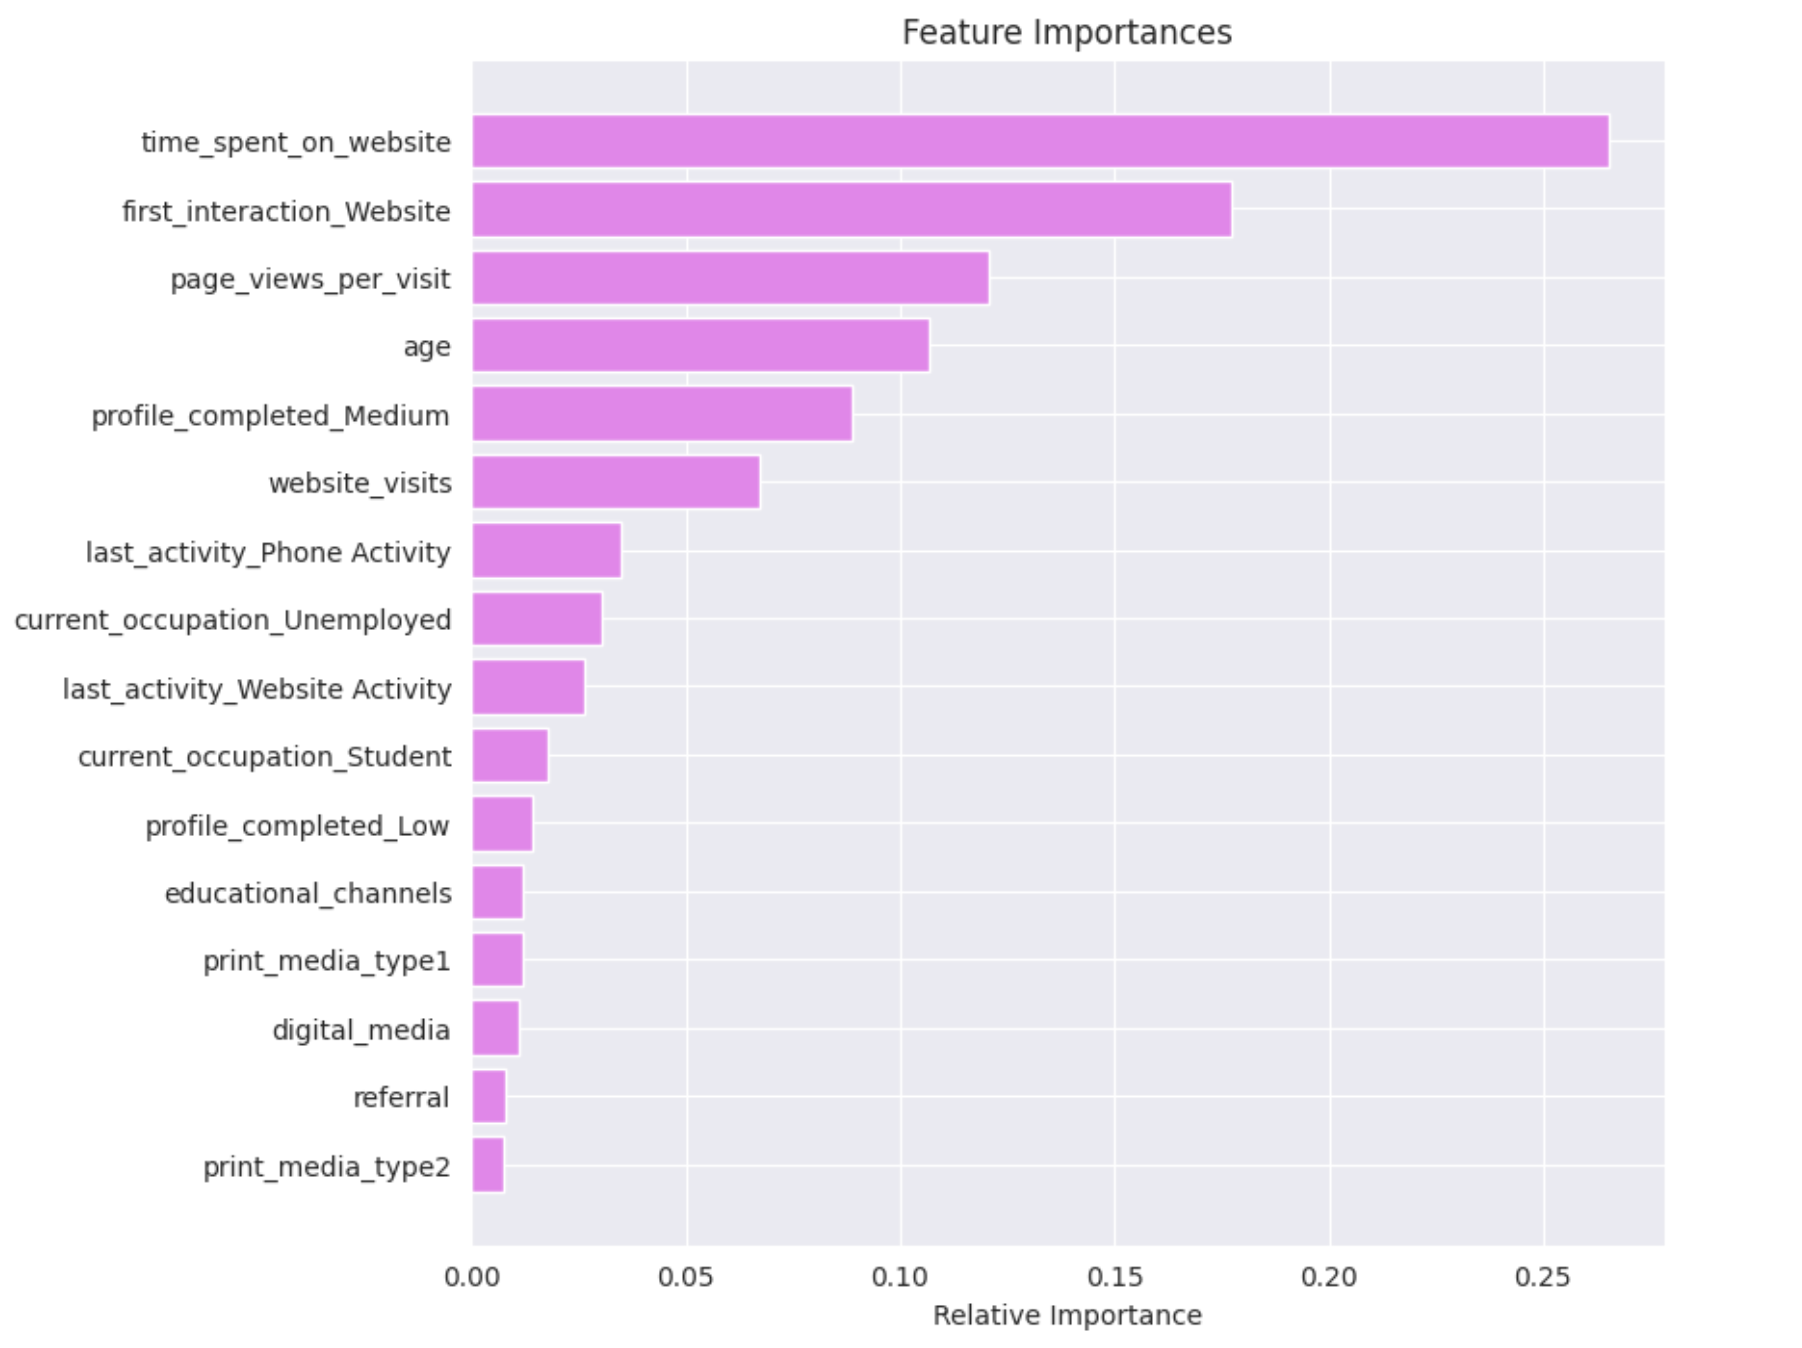 Feature Importances
time_spent_on_website
first_interaction_Website
page_views_per_visit
age
profile_completed_Medium
website_visits
last_activity_Phone Activity
current_occupation_Unemployed
last_activity_Website Activity
current_occupation_Student
profile_completed_Low
educational_channels
print_media_type1
digital_media
referral
print_media_type2
0.00 0.05 0.10 0.15 0.20 0.25
Relative Importance